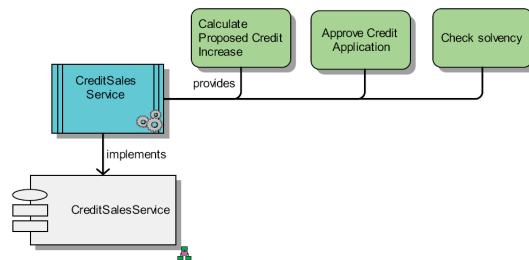 Calculate
Proposed Credit
Increase
Approve Credit
Application
Check solvency
CreditSales
Service
provides
implements
CreditSalesService